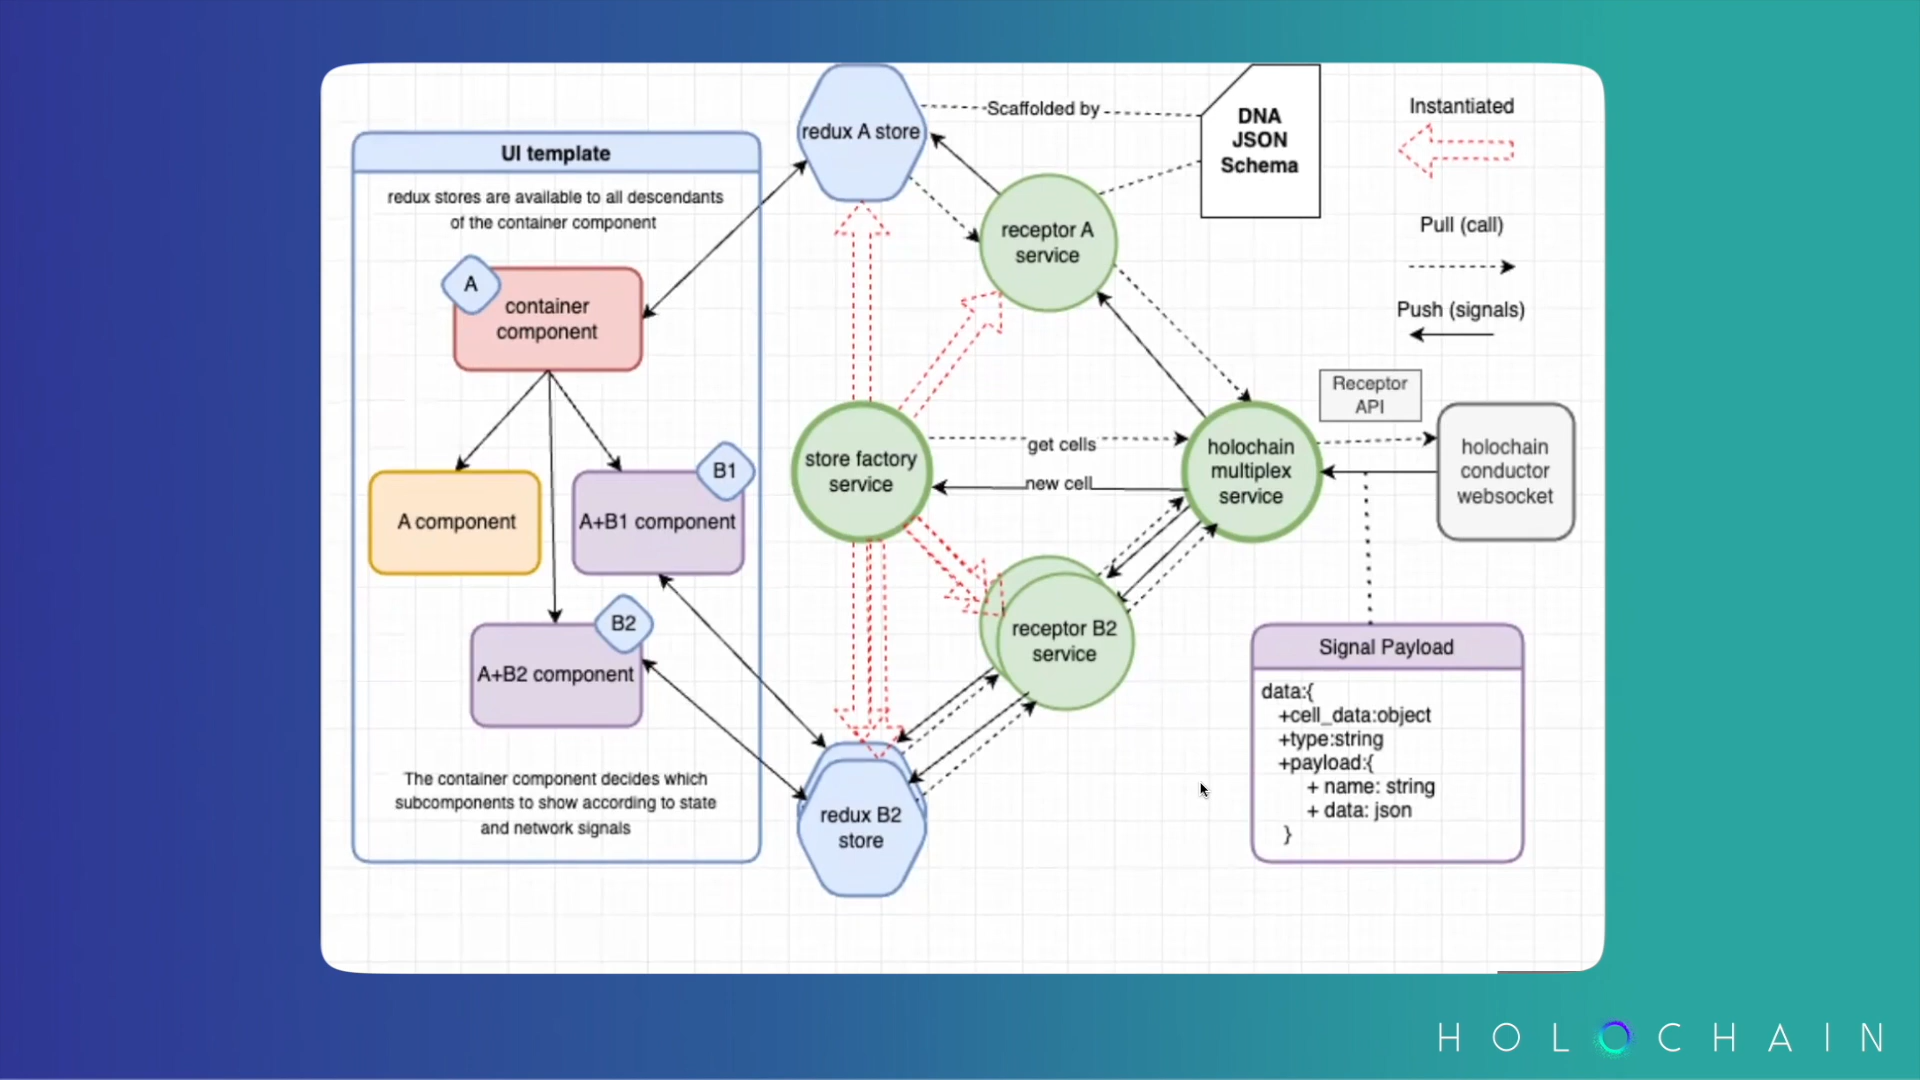 UI template
redux stores are available to all descendants
of the container component
A
container
component
A component
B1
A+B1 component
B2
A+B2 component
The container component decides which
subcomponents to show according to state
and network signals
redux A store
Scaffolded by
DNA
JSON
Schema
receptor A
service
store factory
service
get cells
new cell
holochain
multiplex
service
receptor B2
service
redux B2
store
Instantiated
Pull (call)
Push (signals)
Receptor
API
holochain
conductor
websocket
Signal Payload
data:{
+cell_data:object
+type:string
+payload:{
+ name: string
+ data: json
}
HOLOCHAIN